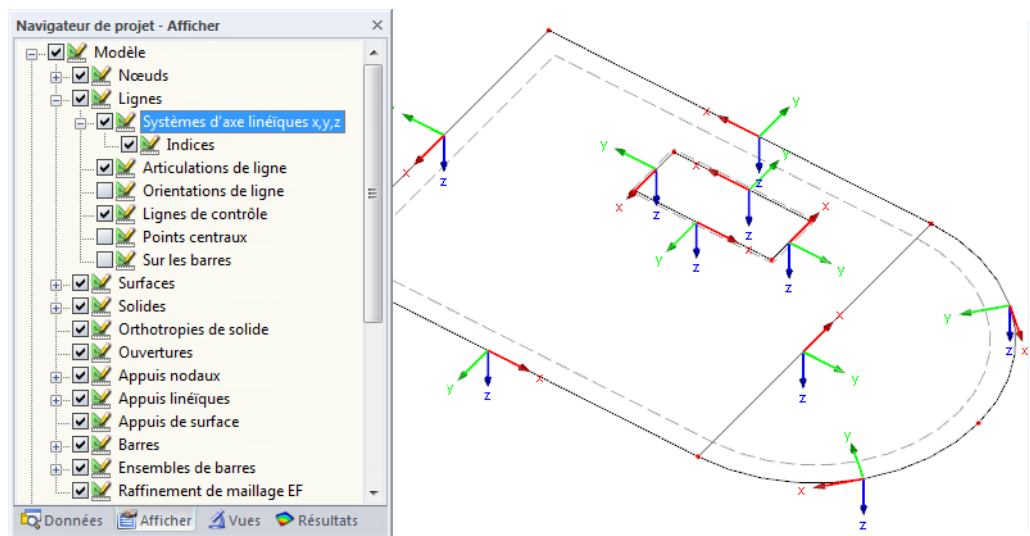 Navigateur de projet - Afficher
Modèle
Nœuds
Lignes
Systèmes d'axe linéïques x,y,z
Indices
Articulations de ligne
Orientations de ligne
Lignes de contrôle
Points centraux
Sur les barres
Surfaces
Solides
Orthotropies de solide
Ouvertures
Appuis nodaux
Appuis linéïques
Appuis de surface
Barres
Ensembles de barres
Raffinement de maillage EF
Données Afficher Vues Résultats
y
x
y
x
z
y
x
z
y
x
z
x
z
y
x
z
y
z
x
y
z
y
x
z
y
x
z
y
x
z
y
x
z